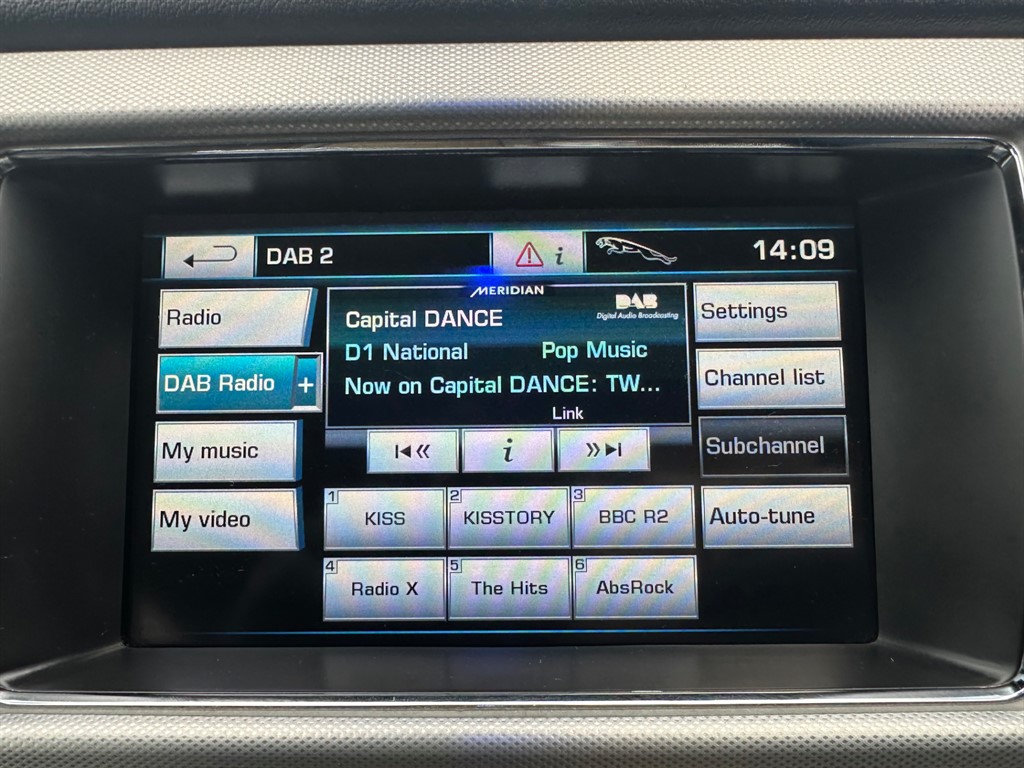 DAB 2
i
14:09
MERIDIAN
Radio
Capital DANCE
DAB
Digital Audio Broadcasting
Settings
D1 National Pop Music
DAB Radio +
Now on Capital DANCE: TW...
Channel list
Link
My music
i
Subchannel
My video
1 KISS
2 KISSTORY
3 BBC R2
Auto-tune
4 Radio X
5 The Hits
6 AbsRock